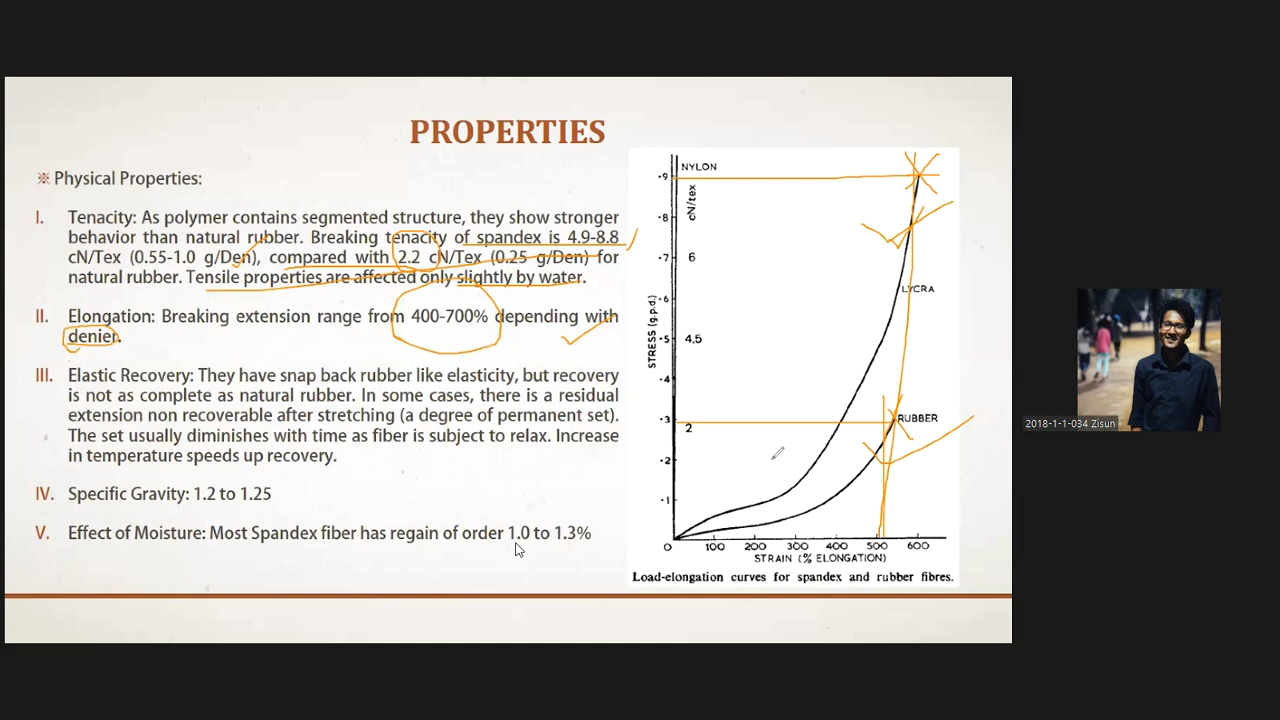 PROPERTIES
※ Physical Properties:
I. Tenacity: As polymer contains segmented structure, they show stronger
behavior than natural rubber. Breaking tenacity of spandex is 4.9-8.8
cN/Tex (0.55-1.0 g/Den), compared with 2.2 cN/Tex (0.25 g/Den) for
natural rubber. Tensile properties are affected only slightly by water.
II. Elongation: Breaking extension range from 400-700% depending with
denier.
III. Elastic Recovery: They have snap back rubber like elasticity, but recovery
is not as complete as natural rubber. In some cases, there is a residual
extension non recoverable after stretching (a degree of permanent set).
The set usually diminishes with time as fiber is subject to relax. Increase
in temperature speeds up recovery.
IV. Specific Gravity: 1.2 to 1.25
V. Effect of Moisture: Most Spandex fiber has regain of order 1.0 to 1.3%
NYLON
·9
cN/tex
·8
·7 6
·6
LYCRA
STRESS (g.p.d.)
·5 4.5
·4
·3 2
RUBBER
·2
·1
0 100 200 300 400 500 600
STRAIN (% ELONGATION)
Load-elongation curves for spandex and rubber fibres.
2018-1-1-034 Zisun